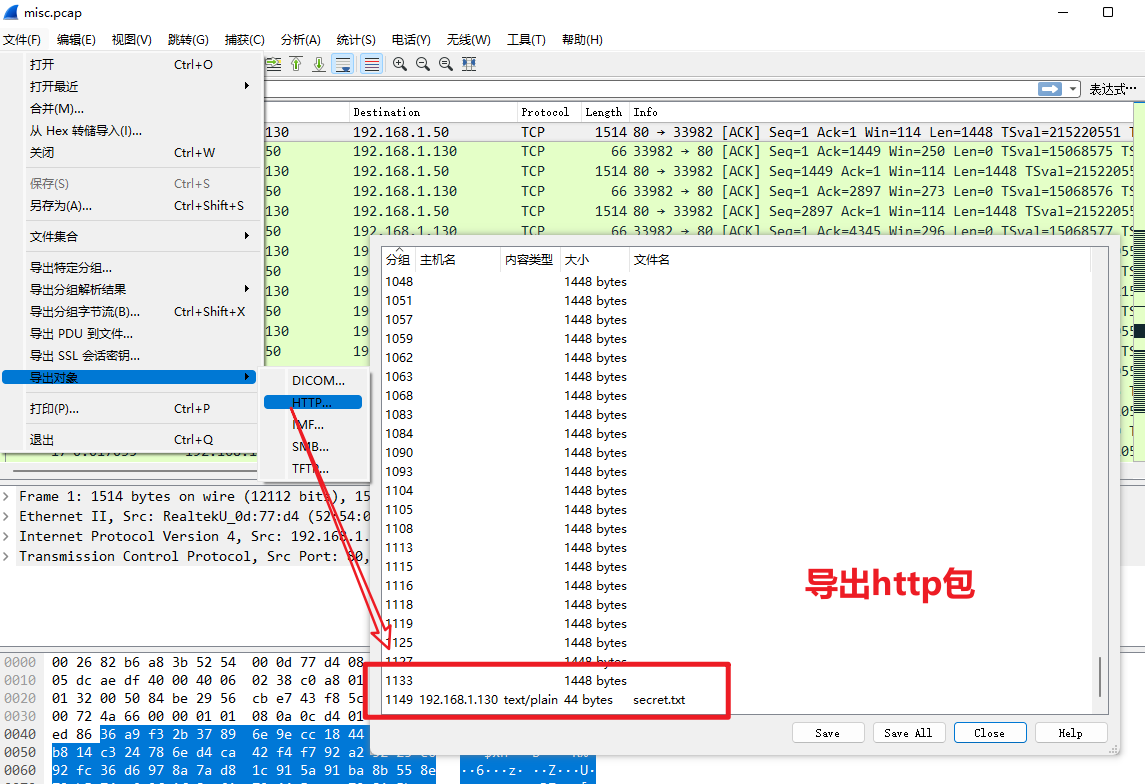 misc.pcap
文件(F) 编辑(E) 视图(V) 跳转(G) 捕获(C) 分析(A) 统计(S) 电话(Y) 无线(W) 工具(T) 帮助(H)
打开 Ctrl+O
打开最近
合并(M)...
从 Hex 转储导入(I)...
关闭 Ctrl+W
保存(S) Ctrl+S
另存为(A)... Ctrl+Shift+S
文件集合
导出特定分组...
导出分组解析结果
导出分组字节流(B)... Ctrl+Shift+X
导出 PDU 到文件...
导出 SSL 会话密钥...
导出对象
打印(P)... Ctrl+P
退出 Ctrl+Q
DICOM...
HTTP...
IMF...
SMB...
TFTP...
表达式…
Destination Protocol Length Info
130 192.168.1.50 TCP 1514 80 → 33982 [ACK] Seq=1 Ack=1 Win=114 Len=1448 TSval=215220551 T
50 192.168.1.130 TCP 66 33982 → 80 [ACK] Seq=1 Ack=1449 Win=250 Len=0 TSval=15068575 TS
130 192.168.1.50 TCP 1514 80 → 33982 [ACK] Seq=1449 Ack=1 Win=114 Len=1448 TSval=2152205
50 192.168.1.130 TCP 66 33982 → 80 [ACK] Seq=1 Ack=2897 Win=273 Len=0 TSval=15068576 TS
130 192.168.1.50 TCP 1514 80 → 33982 [ACK] Seq=2897 Ack=1 Win=114 Len=1448 TSval=2152205
50 192.168.1.130 TCP 66 33982 → 80 [ACK] Seq=1 Ack=4345 Win=296 Len=0 TSval=15068576 TS
130 19
50 19
130 19
50 19
130 19
50 19
分组 主机名 内容类型 大小 文件名
1048 1448 bytes
1051 1448 bytes
1057 1448 bytes
1059 1448 bytes
1062 1448 bytes
1063 1448 bytes
1068 1448 bytes
1083 1448 bytes
1084 1448 bytes
1090 1448 bytes
1093 1448 bytes
1104 1448 bytes
1105 1448 bytes
1108 1448 bytes
1113 1448 bytes
1115 1448 bytes
1116 1448 bytes
1118 1448 bytes
1119 1448 bytes
1125 1448 bytes
1127 1448 bytes
1133 1448 bytes
1149 192.168.1.130 text/plain 44 bytes secret.txt
导出http包
Save Save All Close Help
Frame 1: 1514 bytes on wire (12112 bits), 15
Ethernet II, Src: RealtekU_0d:77:d4 (52:54:0
Internet Protocol Version 4, Src: 192.168.1.
Transmission Control Protocol, Src Port: 80,
0000 00 26 82 b6 a8 3b 52 54 00 0d 77 d4 08
0010 05 dc ae df 40 00 40 06 02 38 c0 a8 01
0020 01 32 00 50 84 be 29 56 cb e7 43 f8 5c
0030 00 72 4a 66 00 00 01 01 08 0a 0c d4 01
0040 ed 86 36 a9 f3 2b 37 89 6e 9e cc 18 44
0050 b8 14 c3 24 78 6e d4 ca 42 f4 f7 92
0060 92 fc 36 d6 97 8a 7a d8 1c 91 5a 91 ba 8b 55 8e ··6···z· ··Z···U·